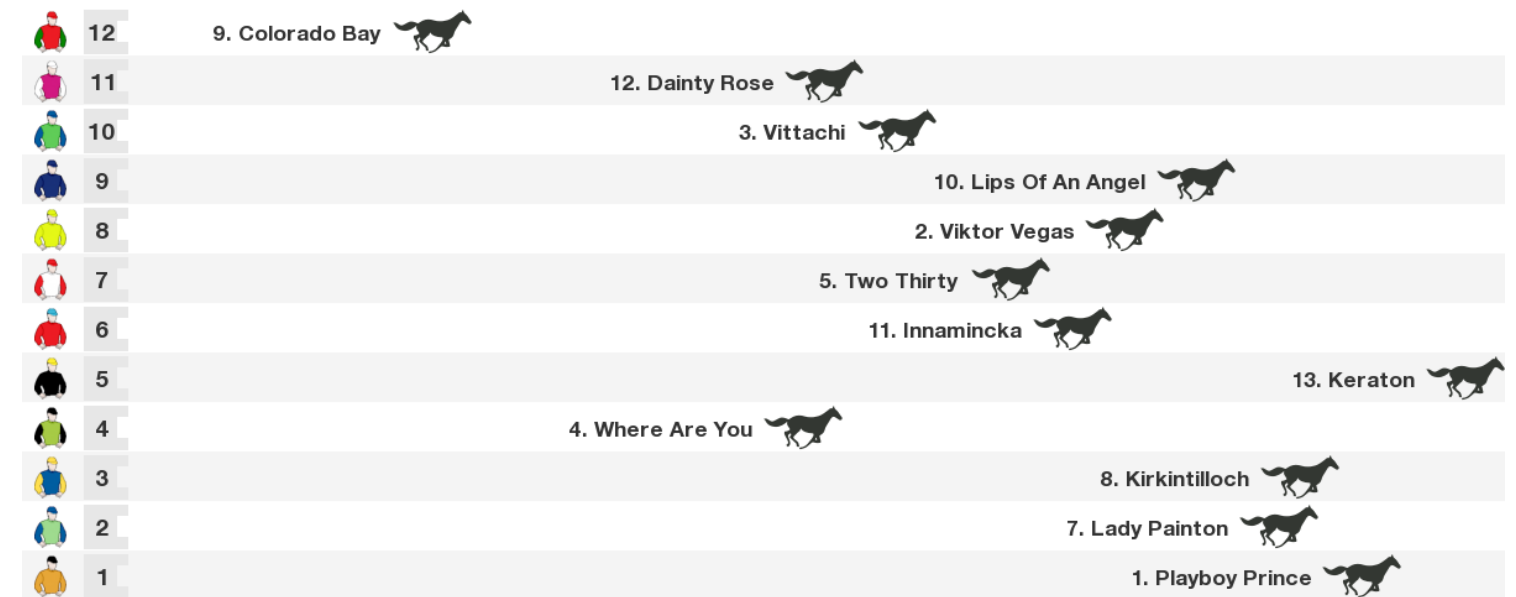 12 9. Colorado Bay
11 12. Dainty Rose
10 3. Vittachi
9 10. Lips Of An Angel
8 2. Viktor Vegas
7 5. Two Thirty
6 11. Innamincka
5 13. Keraton
4 4. Where Are You
3 8. Kirkintilloch
2 7. Lady Painton
1 1. Playboy Prince